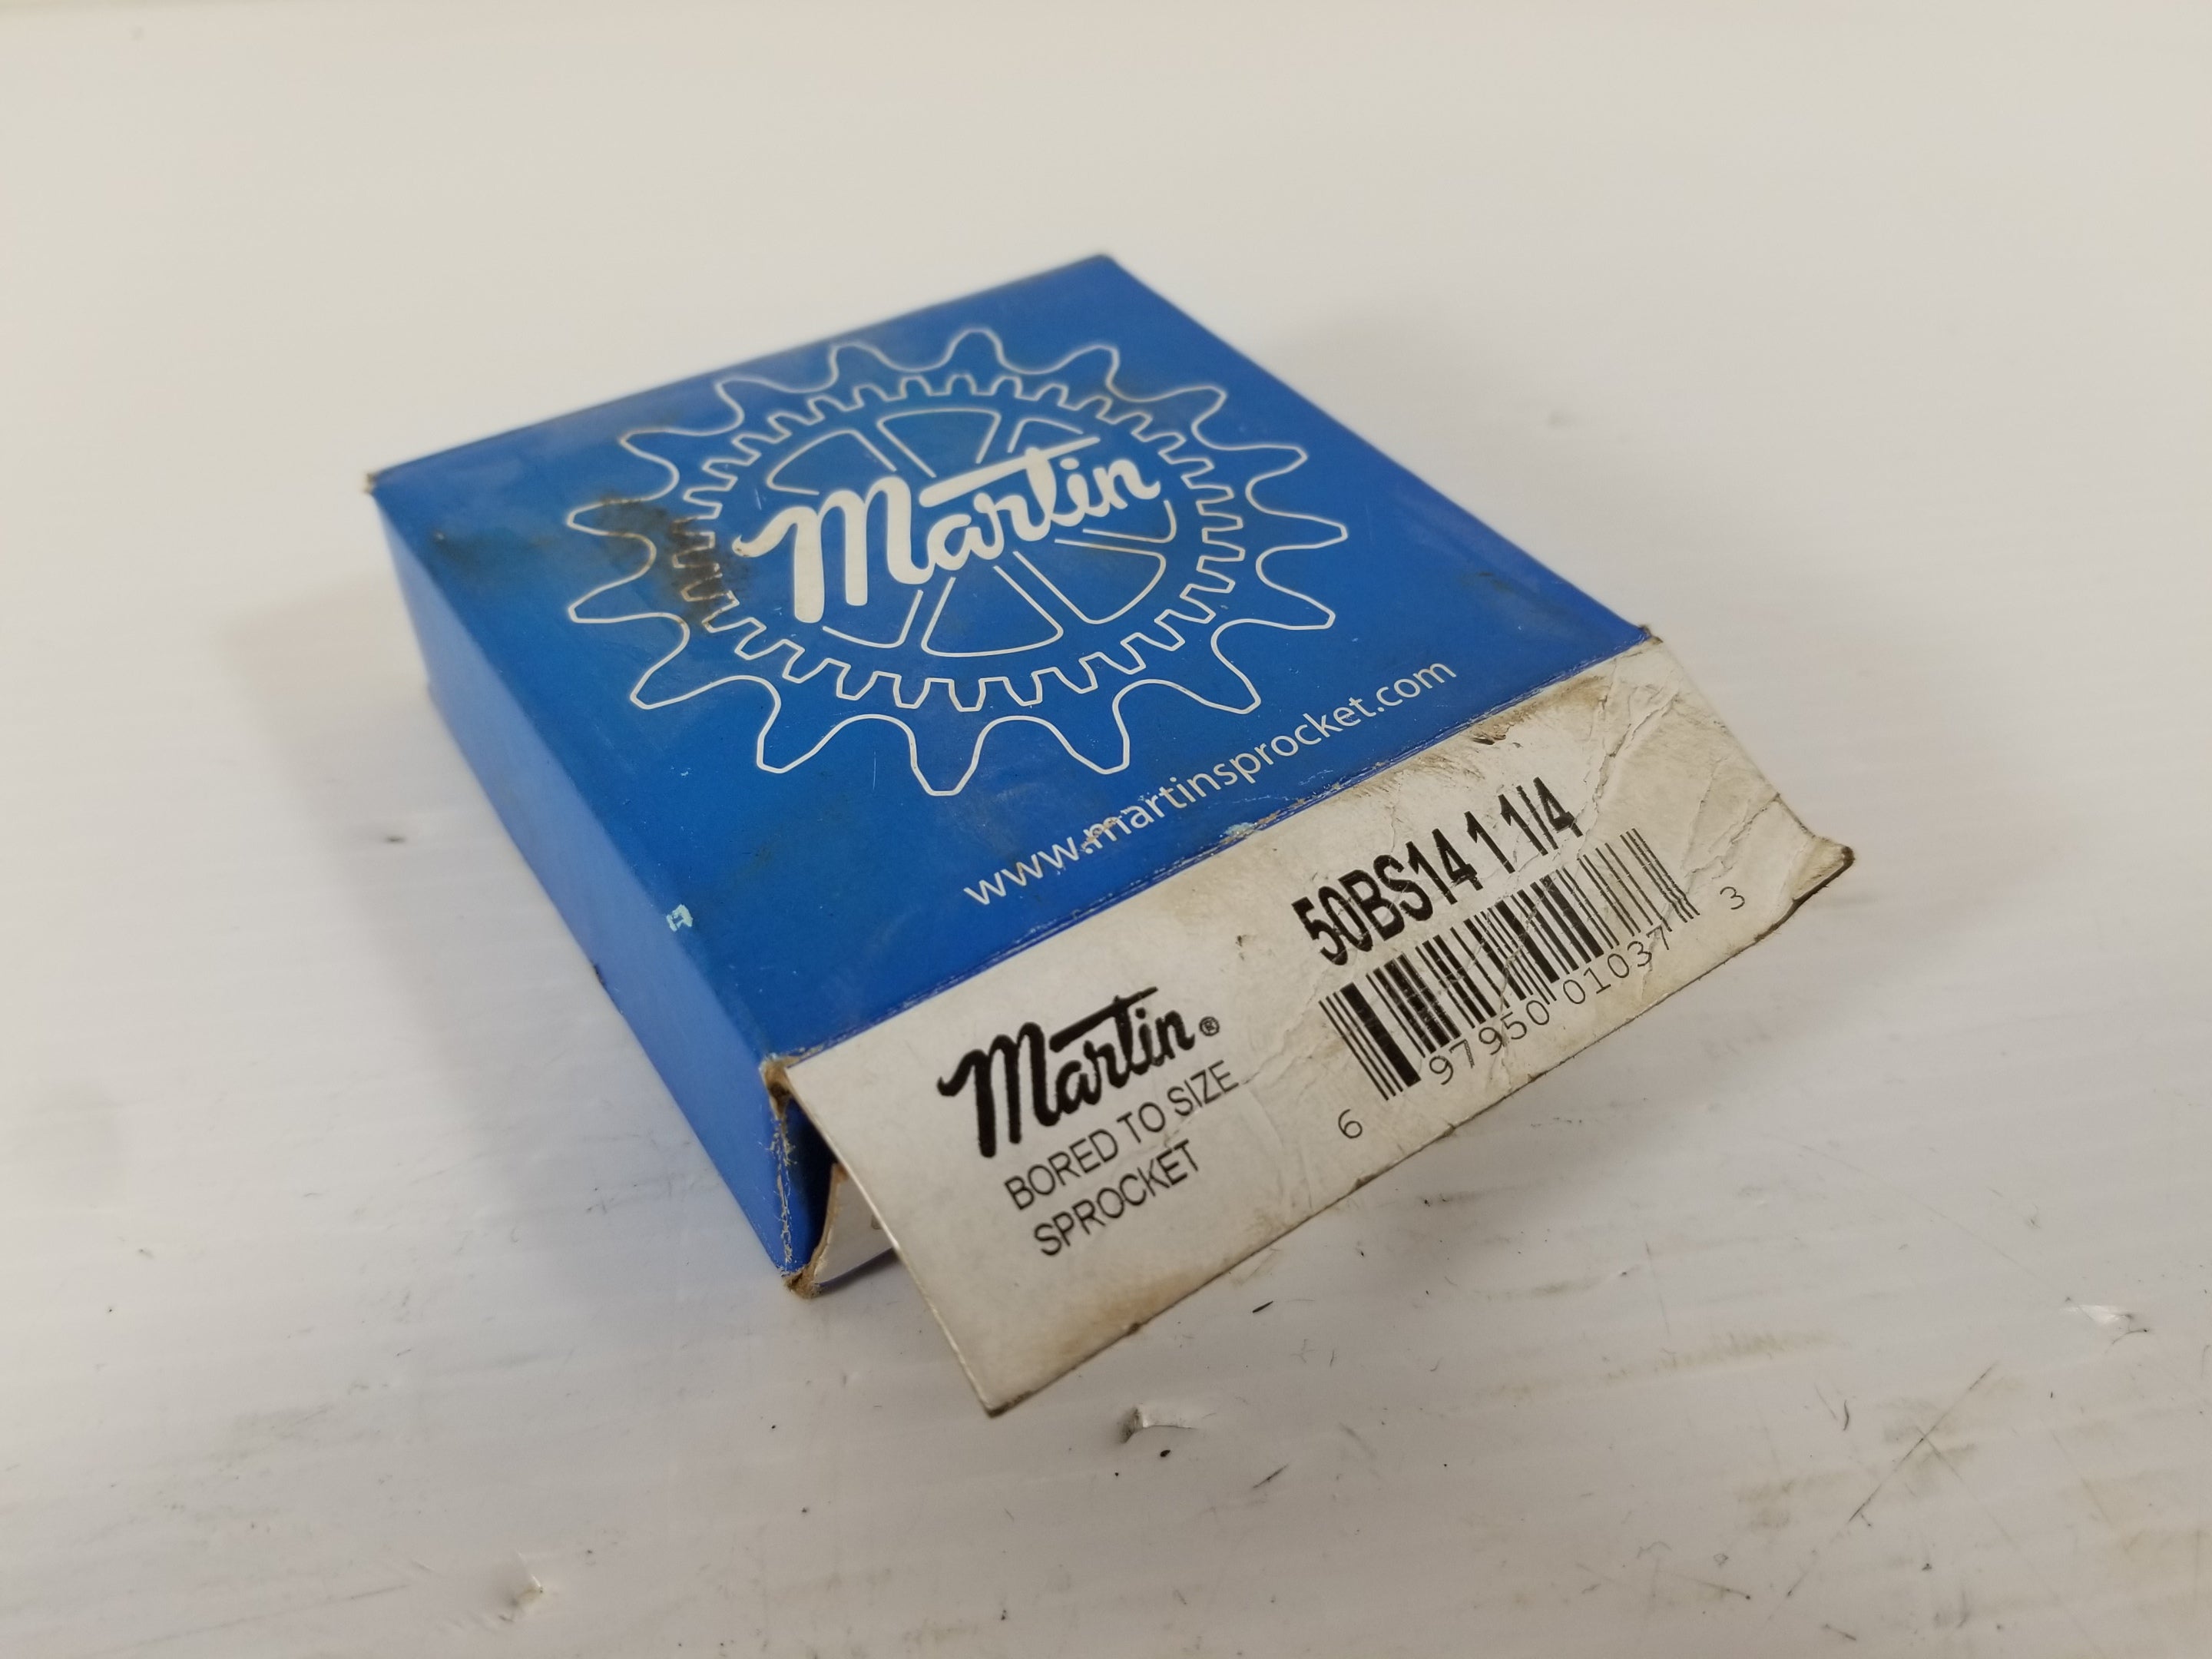 Martin
www.martinsprocket.com
50BS14 1 1/4
Martin®
BORED TO SIZE
SPROCKET
6 97950 01037 3